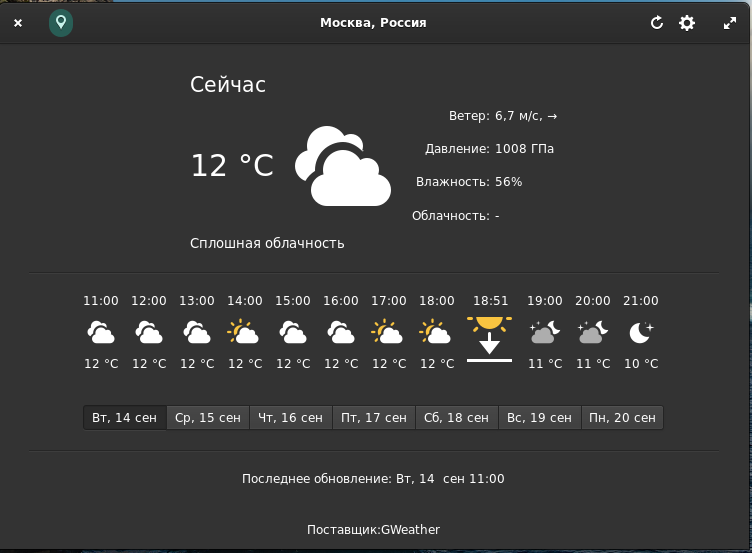 Москва, Россия
Сейчас
Ветер: 6,7 м/с, →
12 °C
Давление: 1008 ГПа
Влажность: 56%
Облачность: -
Сплошная облачность
11:00 12:00 13:00 14:00 15:00 16:00 17:00 18:00 18:51 19:00 20:00 21:00
12 °C 12 °C 12 °C 12 °C 12 °C 12 °C 12 °C 12 °C 11 °C 11 °C 10 °C
Вт, 14 сен Ср, 15 сен Чт, 16 сен Пт, 17 сен Сб, 18 сен Вс, 19 сен Пн, 20 сен
Последнее обновление: Вт, 14  сен 11:00
Поставщик:GWeather